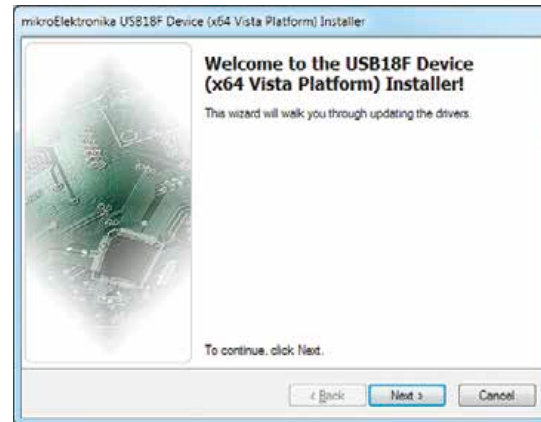 mikroElektronika USB18F Device (x64 Vista Platform) Installer
Welcome to the USB18F Device
(x64 Vista Platform) Installer!
This wizard will walk you through updating the drivers.
To continue, click Next.
< Back
Next >
Cancel